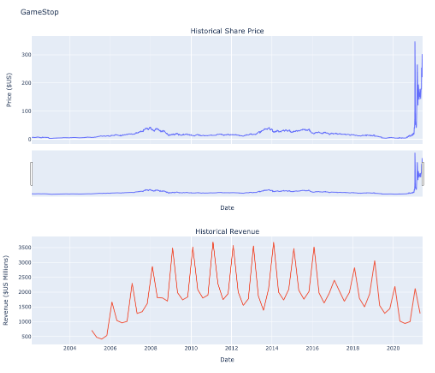 GameStop
Historical Share Price
Price ($US)
300
200
100
0
Date
Historical Revenue
Revenue ($US Millions)
3500
3000
2500
2000
1500
1000
500
2004
2006
2008
2010
2012
2014
2016
2018
2020
Date